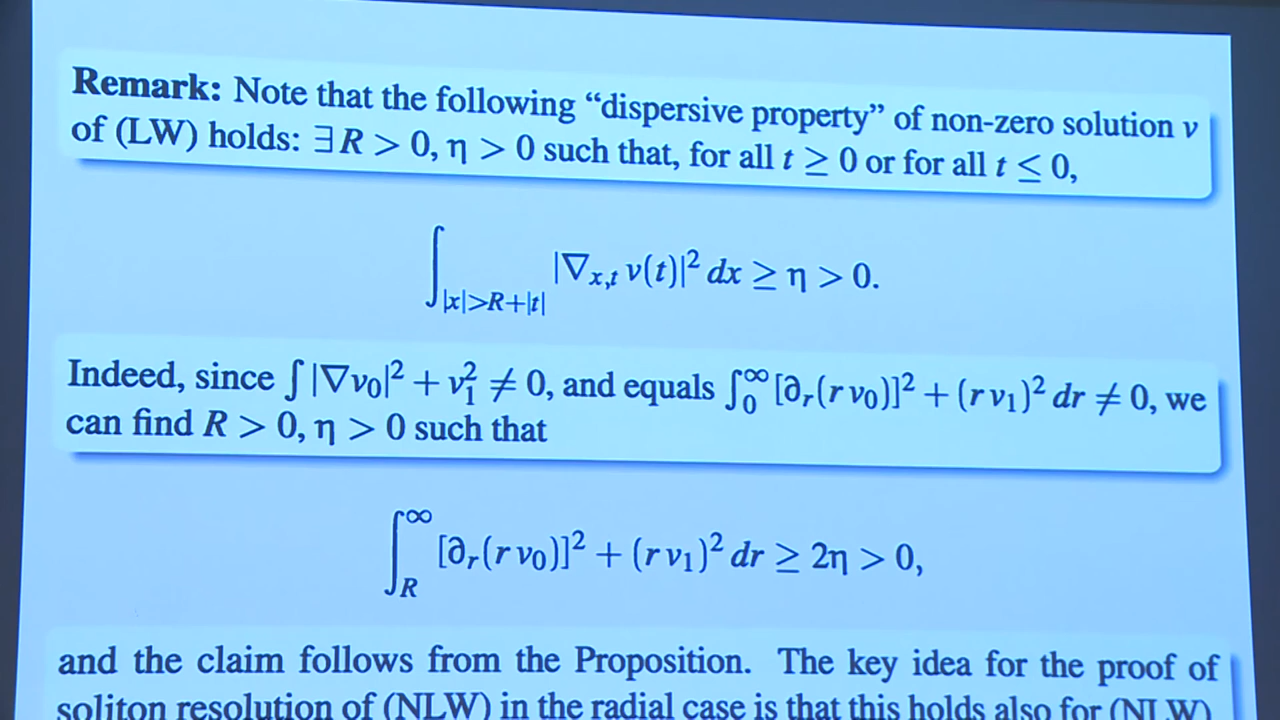 Remark: Note that the following “dispersive property” of non-zero solution v
of (LW) holds: ∃ R > 0, η > 0 such that, for all t ≥ 0 or for all t ≤ 0,
∫_{|x|>R+|t|} |∇_{x,t} v(t)|² dx ≥ η > 0.
Indeed, since ∫ |∇v₀|² + v₁² ≠ 0, and equals ∫₀^∞ [∂ᵣ(r v₀)]² + (r v₁)² dr ≠ 0, we
can find R > 0, η > 0 such that
∫_R^∞ [∂ᵣ(r v₀)]² + (r v₁)² dr ≥ 2η > 0,
and the claim follows from the Proposition. The key idea for the proof of
soliton resolution of (NLW) in the radial case is that this holds also for (NLW)